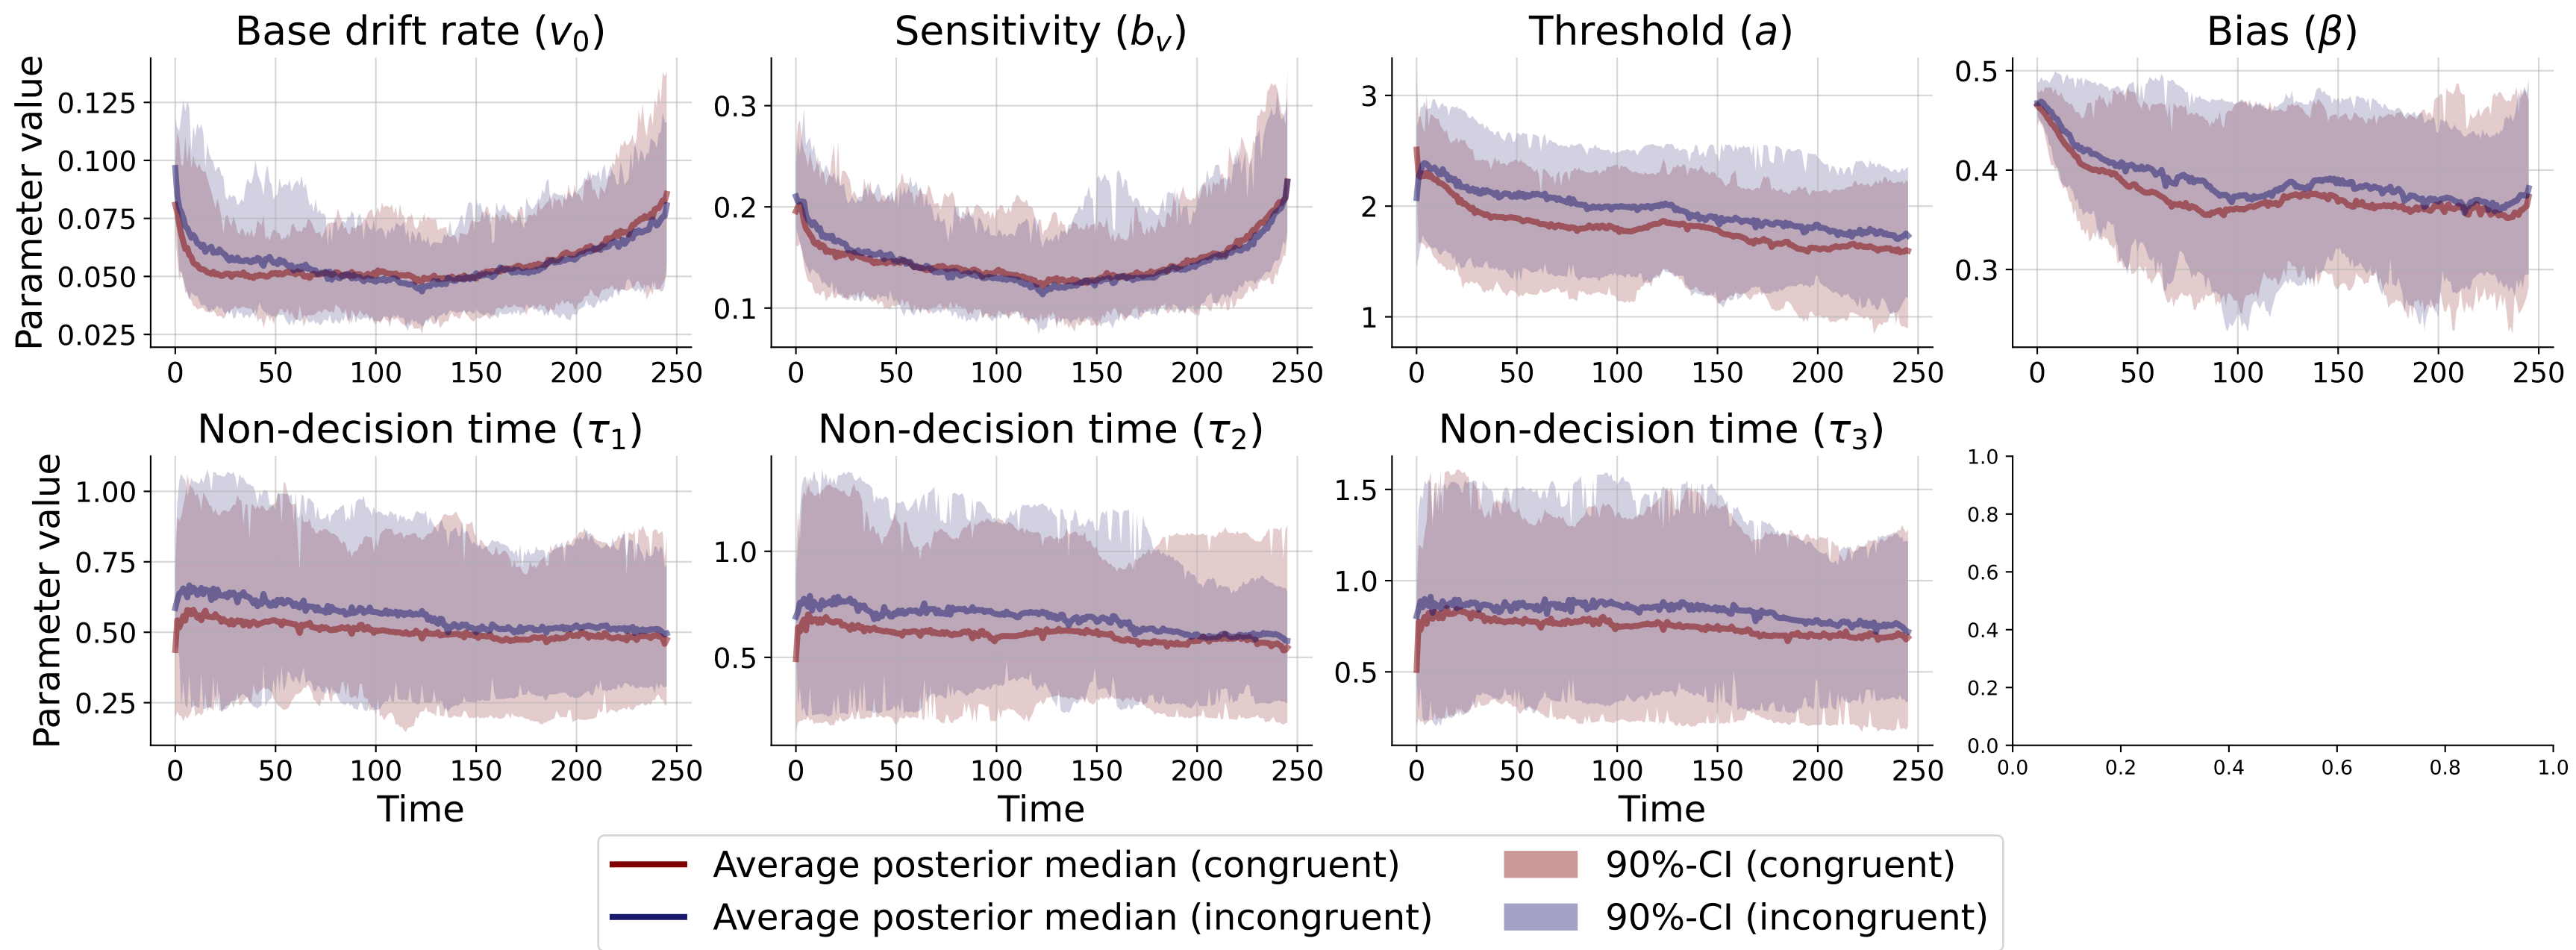 Base drift rate (v₀)
Sensitivity (bᵥ)
Threshold (a)
Bias (β)
Parameter value
0.125
0.100
0.075
0.050
0.025
0 50 100 150 200 250
0.3
0.2
0.1
0 50 100 150 200 250
3
2
1
0 50 100 150 200 250
0.5
0.4
0.3
0 50 100 150 200 250
Non-decision time (τ₁)
Non-decision time (τ₂)
Non-decision time (τ₃)
Parameter value
1.00
0.75
0.50
0.25
0 50 100 150 200 250
Time
1.0
0.5
0 50 100 150 200 250
Time
1.5
1.0
0.5
0 50 100 150 200 250
Time
1.0
0.8
0.6
0.4
0.2
0.0
0.0 0.2 0.4 0.6 0.8 1.0
Average posterior median (congruent)
Average posterior median (incongruent)
90%-CI (congruent)
90%-CI (incongruent)